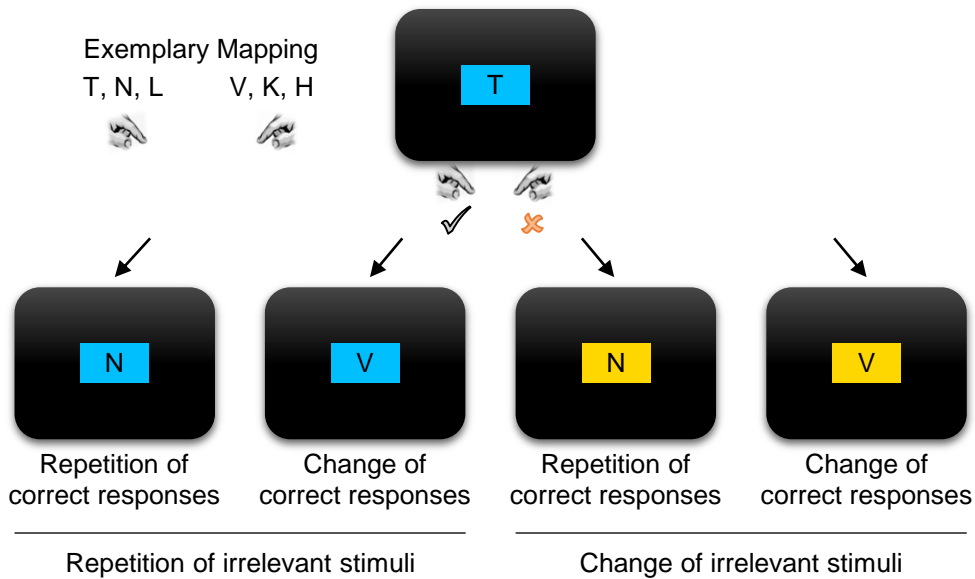 Exemplary Mapping
T, N, L V, K, H
T
N V N V
Repetition of correct responses
Change of correct responses
Repetition of correct responses
Change of correct responses
Repetition of irrelevant stimuli
Change of irrelevant stimuli